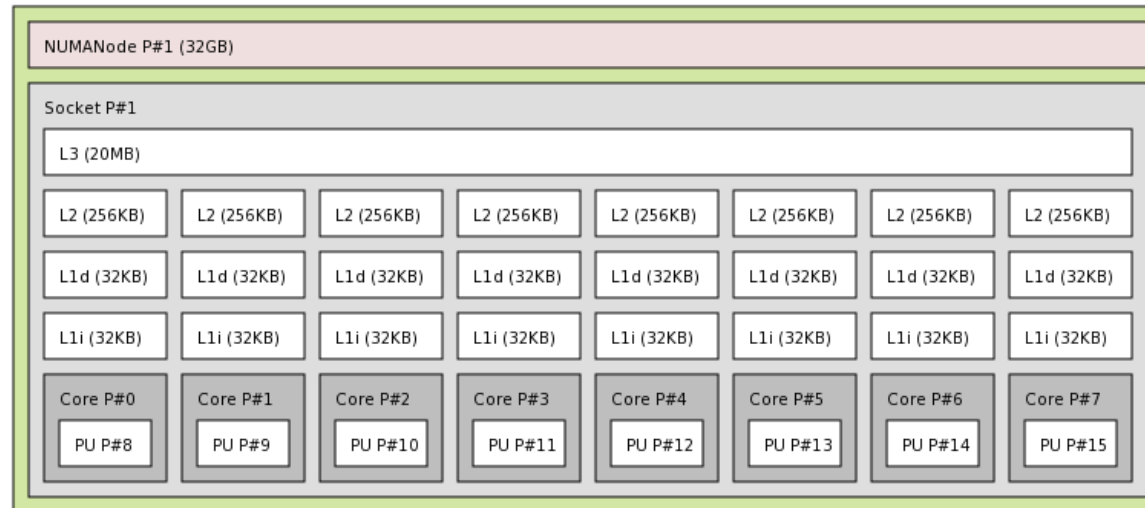 NUMANode P#1 (32GB)
Socket P#1
L3 (20MB)
L2 (256KB) L2 (256KB) L2 (256KB) L2 (256KB) L2 (256KB) L2 (256KB) L2 (256KB) L2 (256KB)
L1d (32KB) L1d (32KB) L1d (32KB) L1d (32KB) L1d (32KB) L1d (32KB) L1d (32KB) L1d (32KB)
L1i (32KB) L1i (32KB) L1i (32KB) L1i (32KB) L1i (32KB) L1i (32KB) L1i (32KB) L1i (32KB)
Core P#0 Core P#1 Core P#2 Core P#3 Core P#4 Core P#5 Core P#6 Core P#7
PU P#8 PU P#9 PU P#10 PU P#11 PU P#12 PU P#13 PU P#14 PU P#15